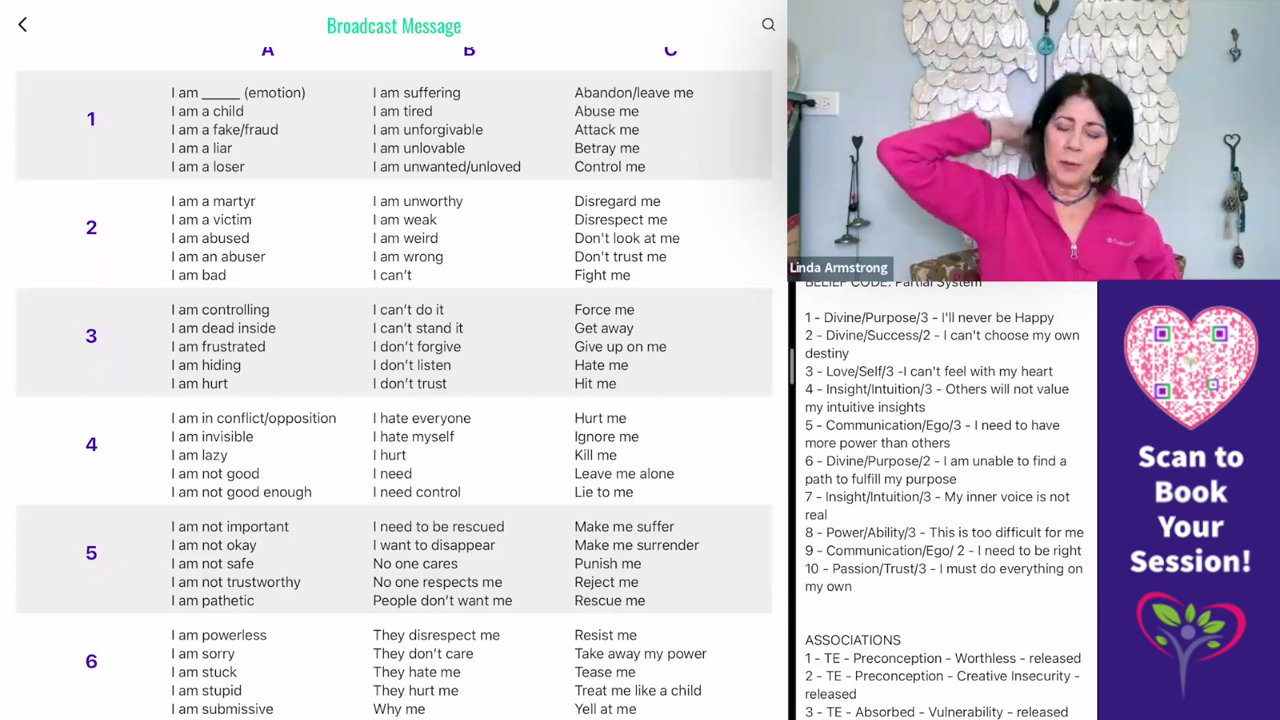 Broadcast Message
A B C
1
I am _____ (emotion) I am suffering Abandon/leave me
I am a child I am tired Abuse me
I am a fake/fraud I am unforgivable Attack me
I am a liar I am unlovable Betray me
I am a loser I am unwanted/unloved Control me
2
I am a martyr I am unworthy Disregard me
I am a victim I am weak Disrespect me
I am abused I am weird Don't look at me
I am an abuser I am wrong Don't trust me
I am bad I can't Fight me
3
I am controlling I can't do it Force me
I am dead inside I can't stand it Get away
I am frustrated I don't forgive Give up on me
I am hiding I don't listen Hate me
I am hurt I don't trust Hit me
4
I am in conflict/opposition I hate everyone Hurt me
I am invisible I hate myself Ignore me
I am lazy I hurt Kill me
I am not good I need Leave me alone
I am not good enough I need control Lie to me
5
I am not important I need to be rescued Make me suffer
I am not okay I want to disappear Make me surrender
I am not safe No one cares Punish me
I am not trustworthy No one respects me Reject me
I am pathetic People don't want me Rescue me
6
I am powerless They disrespect me Resist me
I am sorry They don't care Take away my power
I am stuck They hate me Tease me
I am stupid They hurt me Treat me like a child
I am submissive Why me Yell at me
Columbia
Linda Armstrong
BELIEF CODE: Partial System
1 - Divine/Purpose/3 - I'll never be Happy
2 - Divine/Success/2 - I can't choose my own
destiny
3 - Love/Self/3 -I can't feel with my heart
4 - Insight/Intuition/3 - Others will not value
my intuitive insights
5 - Communication/Ego/3 - I need to have
more power than others
6 - Divine/Purpose/2 - I am unable to find a
path to fulfill my purpose
7 - Insight/Intuition/3 - My inner voice is not
real
8 - Power/Ability/3 - This is too difficult for me
9 - Communication/Ego/ 2 - I need to be right
10 - Passion/Trust/3 - I must do everything on
my own
ASSOCIATIONS
1 - TE - Preconception - Worthless - released
2 - TE - Preconception - Creative Insecurity -
released
3 - TE - Absorbed - Vulnerability - released
Scan to
Book
Your
Session!